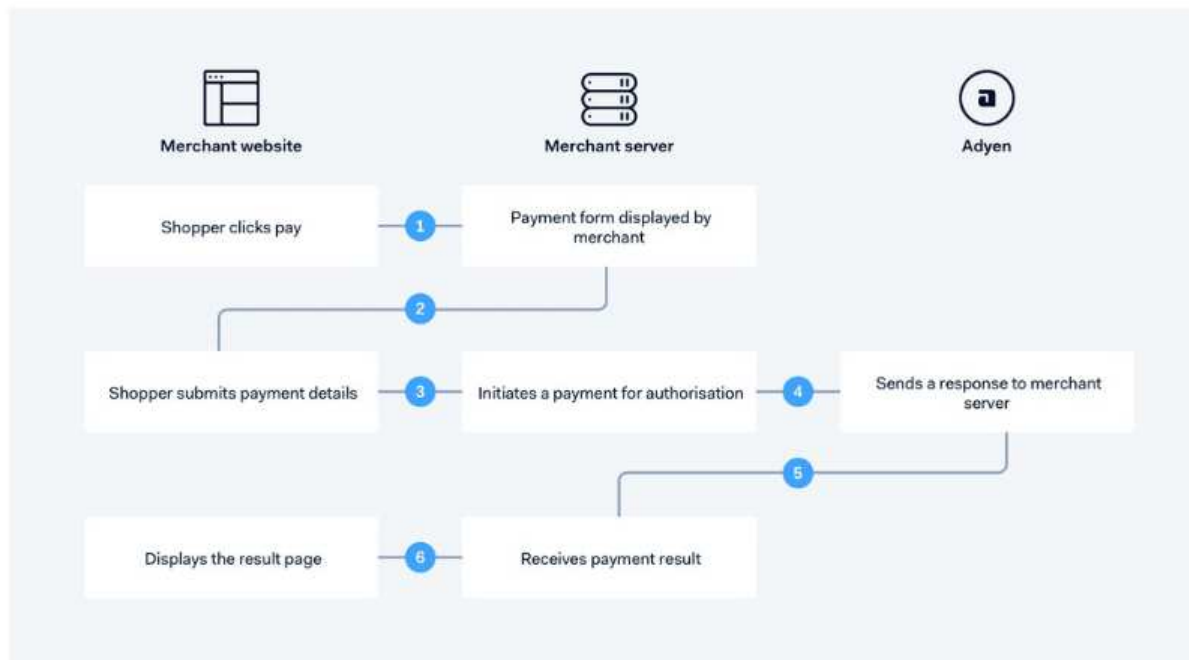 Merchant website
Merchant server
a
Adyen
Shopper clicks pay
1
Payment form displayed by
merchant
2
Shopper submits payment details
3
Initiates a payment for authorisation
4
Sends a response to merchant
server
5
Displays the result page
6
Receives payment result